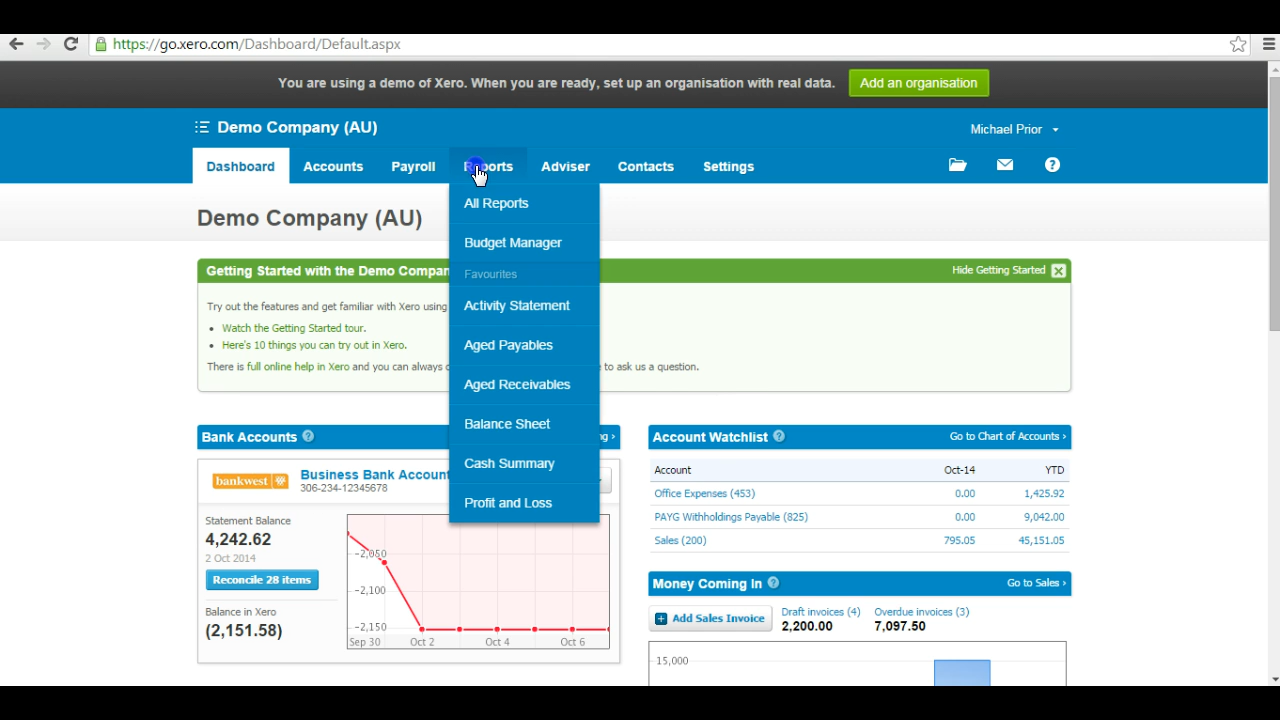 https://go.xero.com/Dashboard/Default.aspx
You are using a demo of Xero. When you are ready, set up an organisation with real data. Add an organisation
Demo Company (AU)
Michael Prior
Dashboard Accounts Payroll Reports Adviser Contacts Settings
All Reports
Budget Manager
Favourites
Activity Statement
Aged Payables
Aged Receivables
Balance Sheet
Cash Summary
Profit and Loss
Demo Company (AU)
Getting Started with the Demo Compan
Hide Getting Started
Try out the features and get familiar with Xero using
• Watch the Getting Started tour.
• Here's 10 things you can try out in Xero.
There is full online help in Xero and you can always
to ask us a question.
Bank Accounts
bankwest
Business Bank Account
306-234-12345678
Statement Balance
4,242.62
2 Oct 2014
Reconcile 28 items
Balance in Xero
(2,151.58)
-2,050
-2,100
-2,150
Sep 30 Oct 2 Oct 4 Oct 6
Account Watchlist
Go to Chart of Accounts ›
Account Oct-14 YTD
Office Expenses (453) 0.00 1,425.92
PAYG Withholdings Payable (825) 0.00 9,042.00
Sales (200) 795.05 45,151.05
Money Coming In
Go to Sales ›
Add Sales Invoice
Draft invoices (4) Overdue invoices (3)
2,200.00 7,097.50
15,000